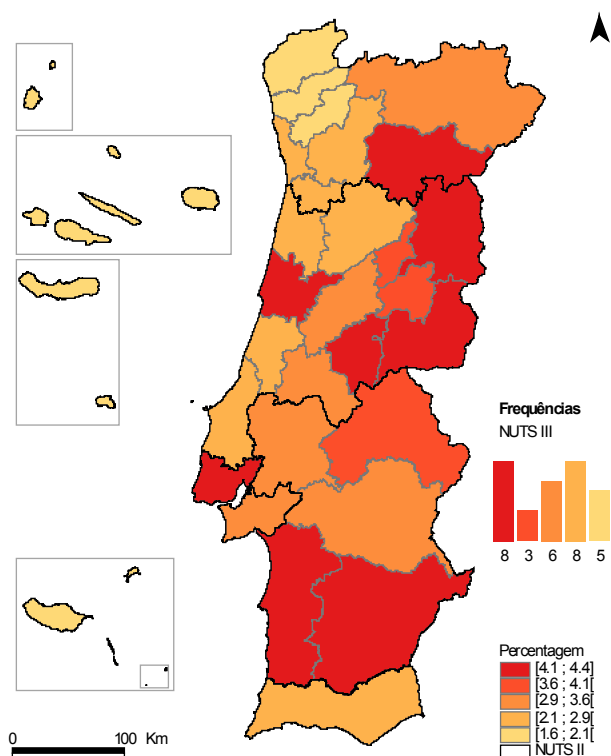 Frequências
NUTS III
8 3 6 8 5
Percentagem
[4.1 ; 4.4]
[3.6 ; 4.1[
[2.9 ; 3.6[
[2.1 ; 2.9[
[1.6 ; 2.1[
NUTS II
0 100 Km